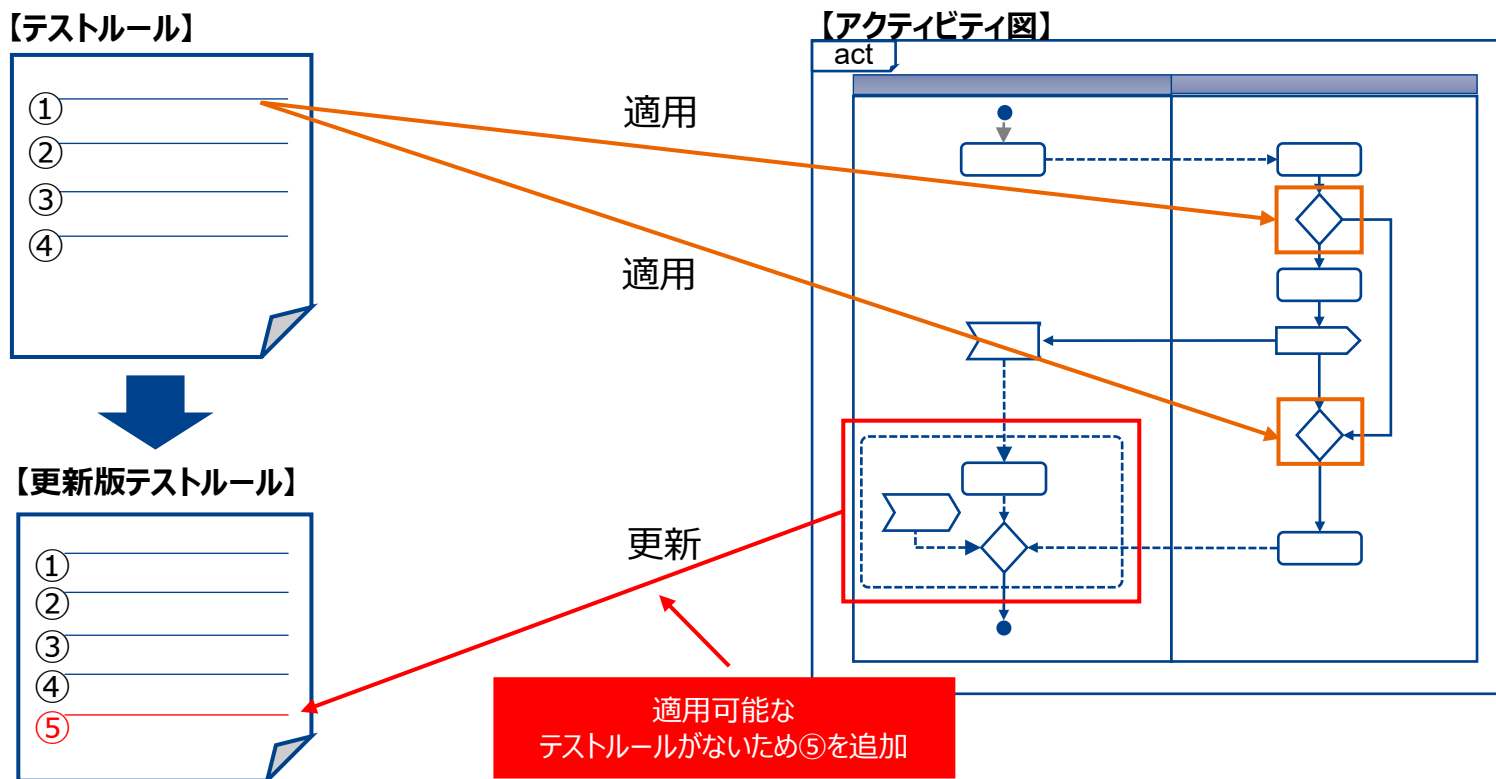 【テストルール】
①
②
③
④
【更新版テストルール】
①
②
③
④
⑤
適用
適用
更新
適用可能な
テストルールがないため⑤を追加
【アクティビティ図】
act